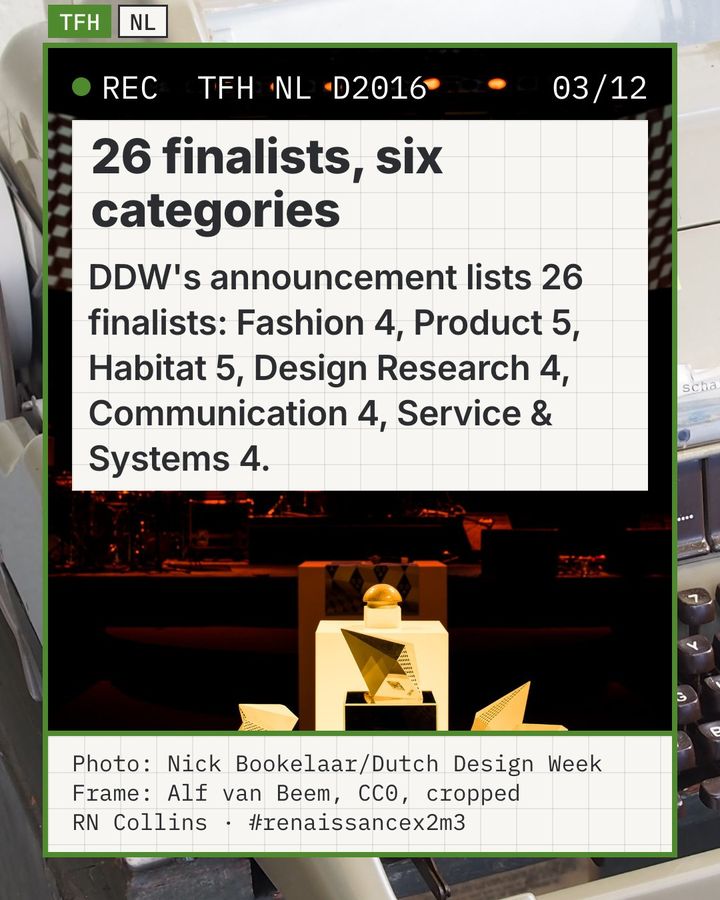 TFH NL
REC TFH NL D2016 03/12
26 finalists, six
categories
DDW's announcement lists 26
finalists: Fashion 4, Product 5,
Habitat 5, Design Research 4,
Communication 4, Service &
Systems 4.
scha
7
Y
G
B
Photo: Nick Bookelaar/Dutch Design Week
Frame: Alf van Beem, CC0, cropped
RN Collins · #renaissancex2m3